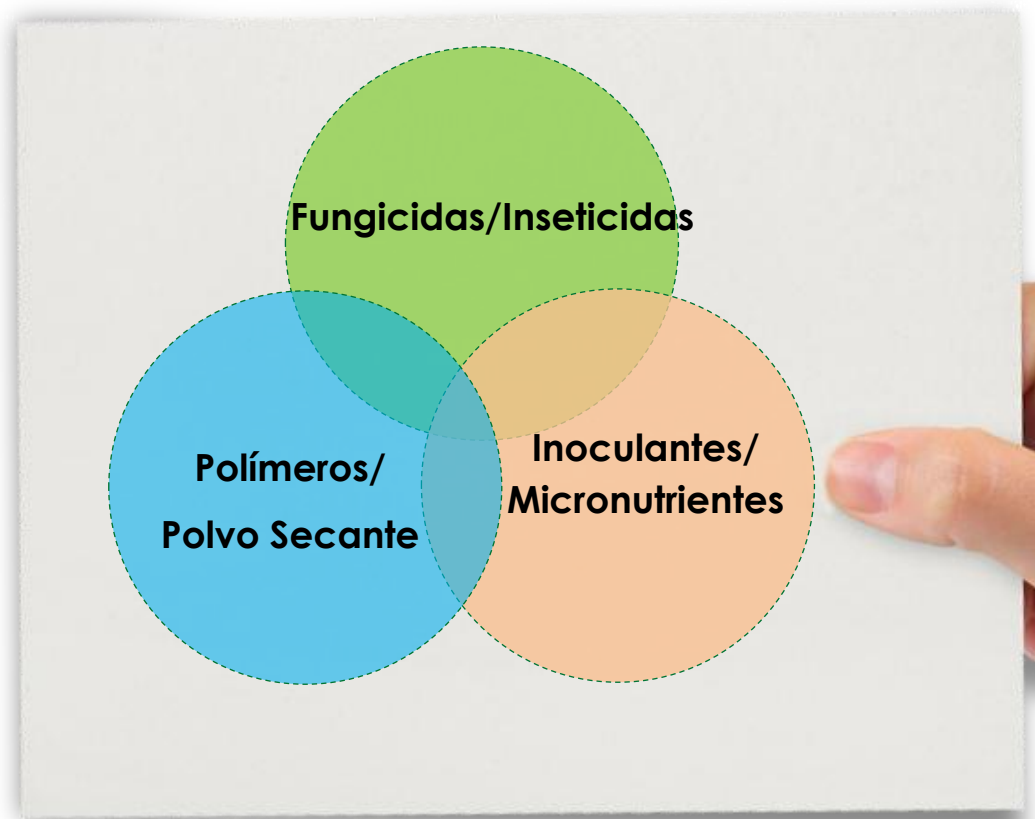 Fungicidas/Inseticidas
Inoculantes/
Micronutrientes
Polímeros/
Polvo Secante